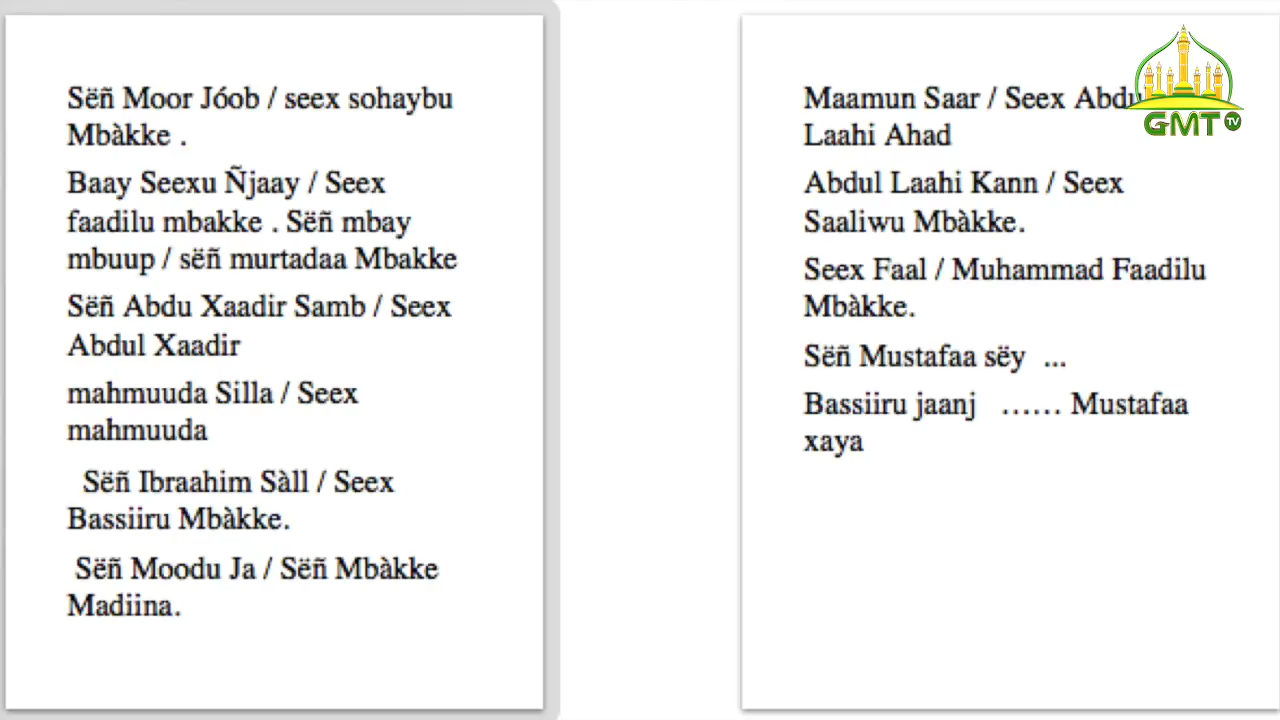 Sëñ Moor Jóob / seex sohaybu
Mbàkke .
Baay Seexu Ñjaay / Seex
faadilu mbakke . Sëñ mbay
mbuup / sëñ murtadaa Mbakke
Sëñ Abdu Xaadir Samb / Seex
Abdul Xaadir
mahmuuda Silla / Seex
mahmuuda
Sëñ Ibraahim Sàll / Seex
Bassiiru Mbàkke.
Sëñ Moodu Ja / Sëñ Mbàkke
Madiina.
Maamun Saar / Seex Abdu
Laahi Ahad
Abdul Laahi Kann / Seex
Saaliwu Mbàkke.
Seex Faal / Muhammad Faadilu
Mbàkke.
Sëñ Mustafaa sëy ...
Bassiiru jaanj …… Mustafaa
xaya
GMT TV